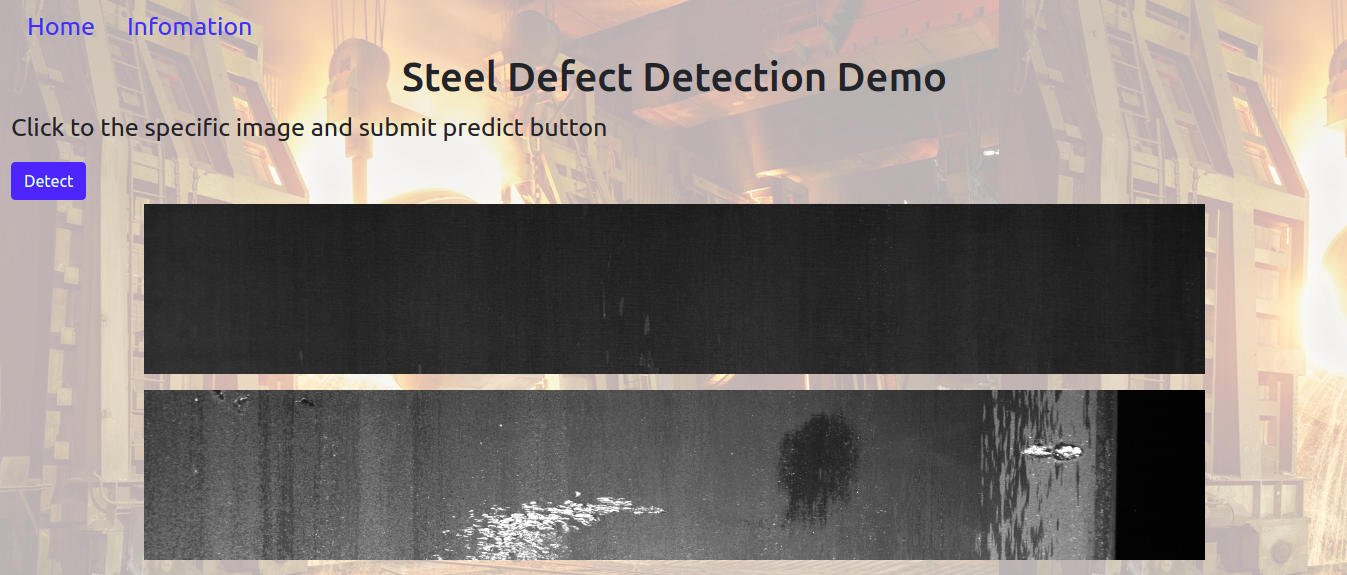 Home Infomation
Steel Defect Detection Demo
Click to the specific image and submit predict button
Detect